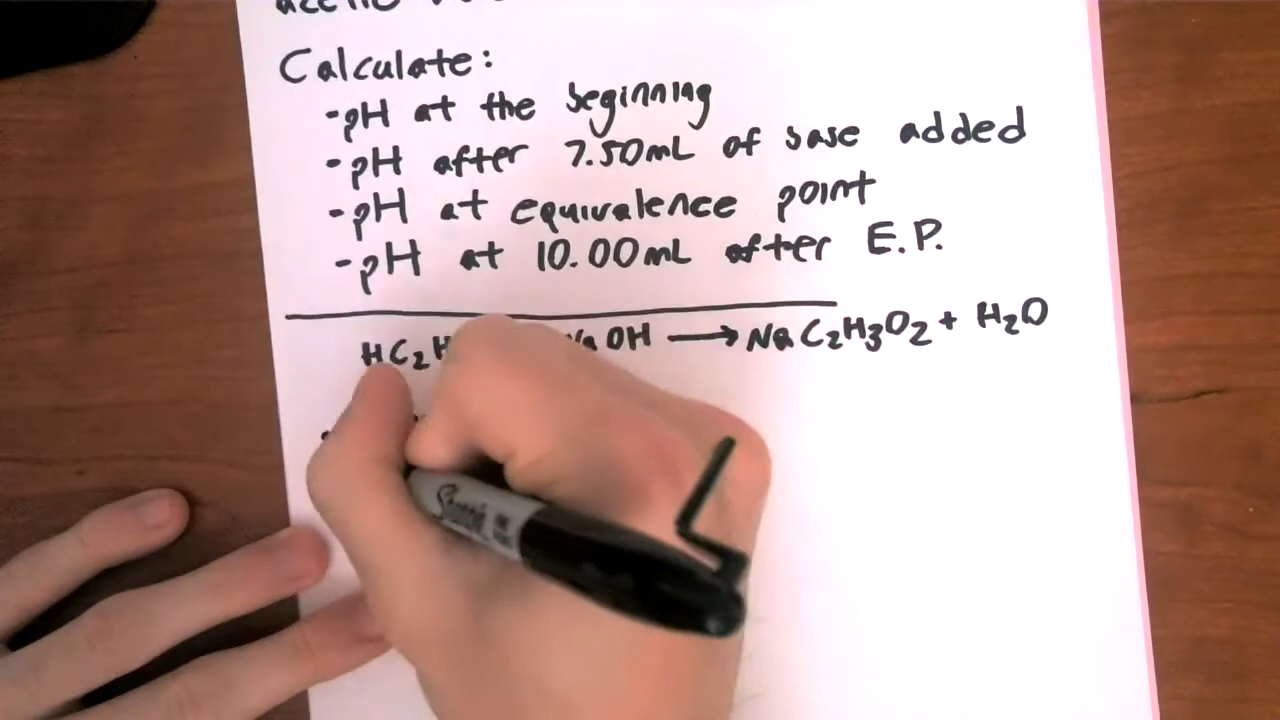 Calculate:
-pH at the beginning
-pH after 7.50mL of base added
-pH at equivalence point
-pH at 10.00mL after E.P.
HC₂H OH → NaC₂H₃O₂ + H₂O